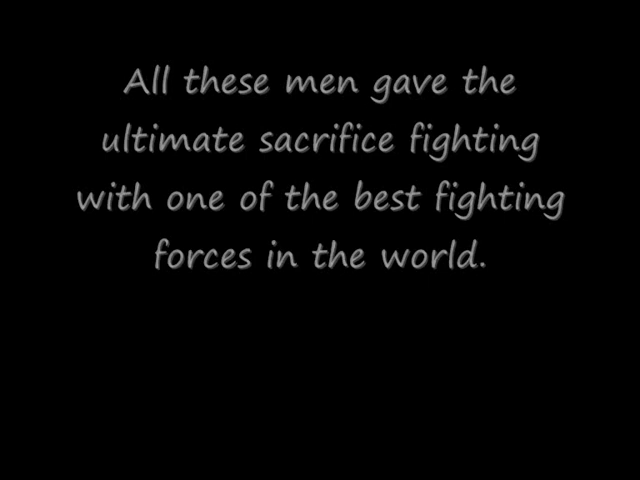 All these men gave the
ultimate sacrifice fighting
with one of the best fighting
forces in the world.